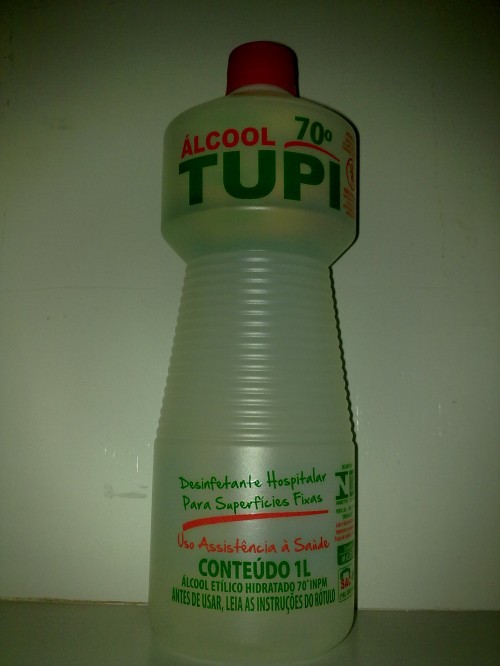 ÁLCOOL 70º
TUPI
Desinfetante Hospitalar
Para Superfícies Fixas
Uso Assistência à Saúde
CONTEÚDO 1L
ÁLCOOL ETÍLICO HIDRATADO 70°INPM
ANTES DE USAR, LEIA AS INSTRUÇÕES DO RÓTULO